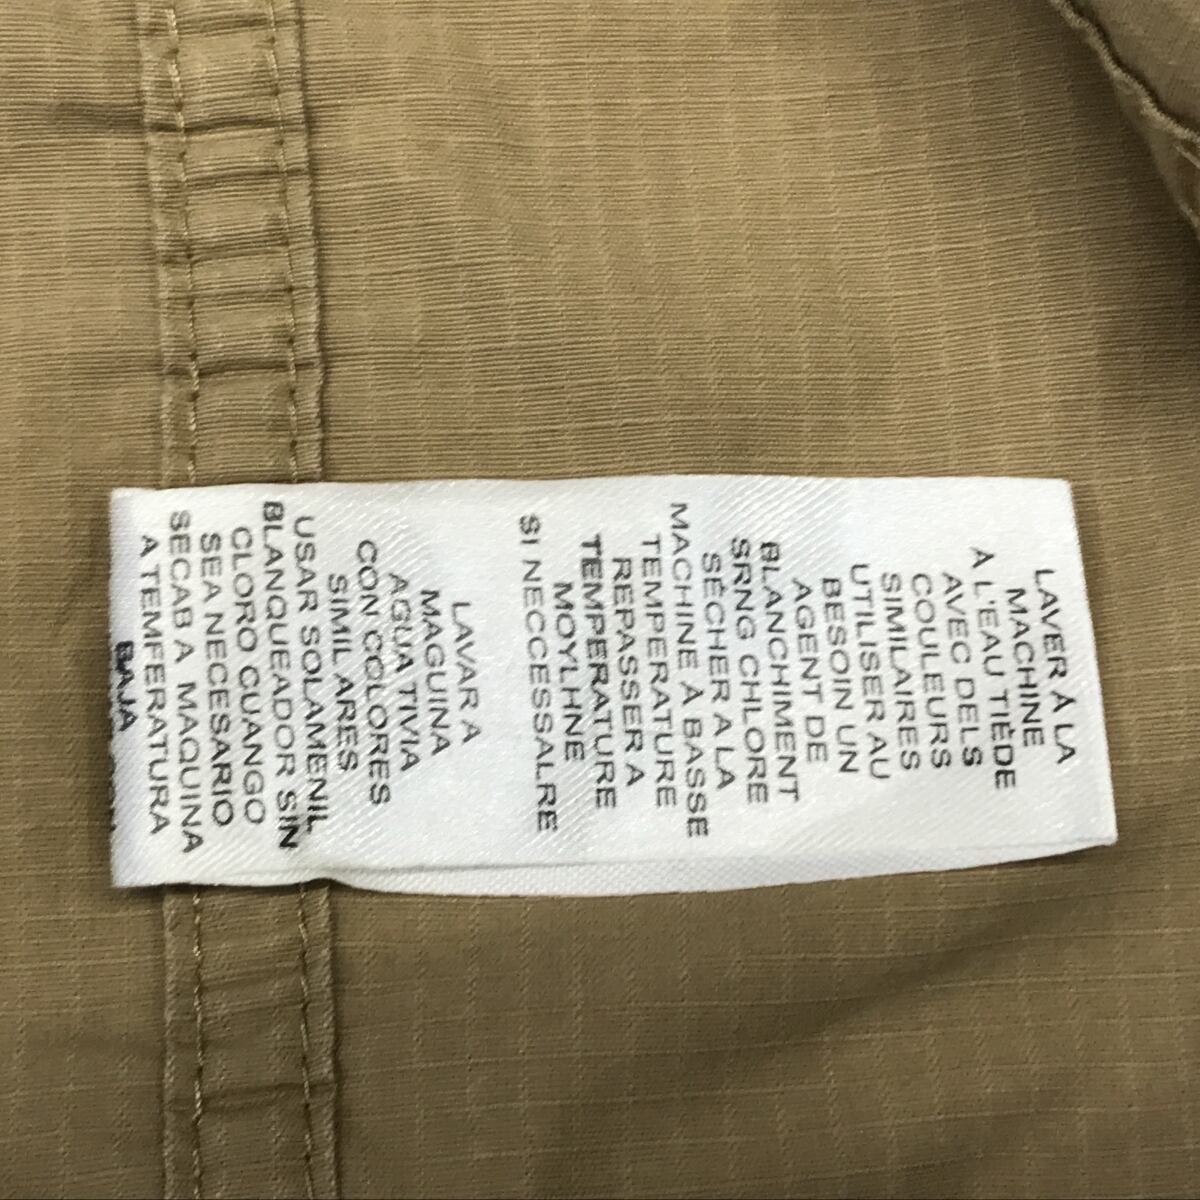 LAVER À LA
MACHINE
À L'EAU TIÈDE
AVEC DELS
COULEURS
SIMILAIRES
UTILISER AU
BESOIN UN
AGENT DE
BLANCHIMENT
SRNG CHLORE
SÉCHER A LA
MACHINE À BASSE
TEMPERATURE
REPASSER A
TEMPERATURE
MOYLHNE
SI NECCESSALRE
LAVAR A
MAGUINA
AGUA TIVIA
CON COLORES
SIMIL ARES
USAR SOLAMENIL
BLANQUEADOR SIN
CLORO CUANGO
SEA NECESARIO
SECAB A MAQUINA
A TEMFERATURA
BAJA